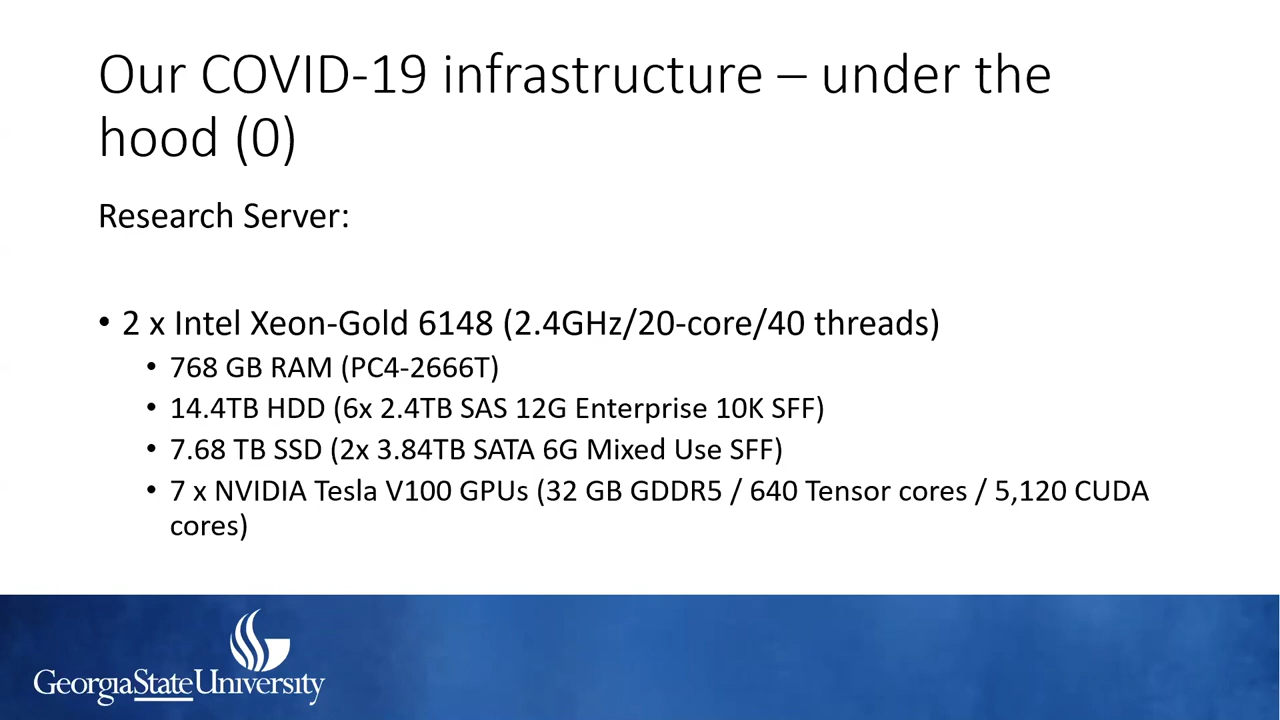 Our COVID-19 infrastructure – under the
hood (0)
Research Server:
• 2 x Intel Xeon-Gold 6148 (2.4GHz/20-core/40 threads)
• 768 GB RAM (PC4-2666T)
• 14.4TB HDD (6x 2.4TB SAS 12G Enterprise 10K SFF)
• 7.68 TB SSD (2x 3.84TB SATA 6G Mixed Use SFF)
• 7 x NVIDIA Tesla V100 GPUs (32 GB GDDR5 / 640 Tensor cores / 5,120 CUDA
cores)
GeorgiaStateUniversity